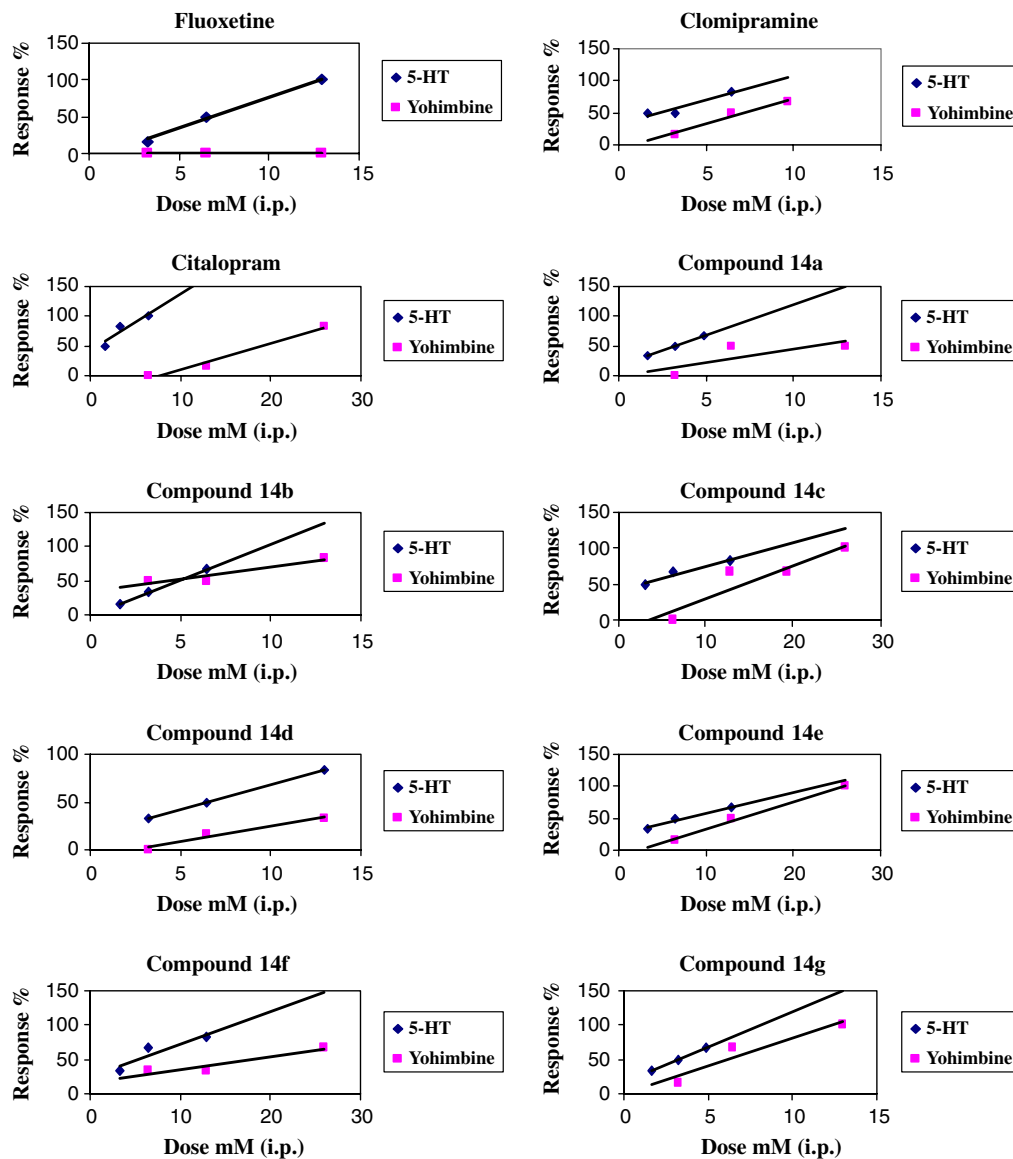 Fluoxetine
Response %
150
100
50
0
0 5 10 15
Dose mM (i.p.)
5-HT
Yohimbine
Clomipramine
Response %
150
100
50
0
0 5 10 15
Dose mM (i.p.)
5-HT
Yohimbine
Citalopram
Response %
150
100
50
0
0 10 20 30
Dose mM (i.p.)
5-HT
Yohimbine
Compound 14a
Response %
150
100
50
0
0 5 10 15
Dose mM (i.p.)
5-HT
Yohimbine
Compound 14b
Response %
150
100
50
0
0 5 10 15
Dose mM (i.p.)
5-HT
Yohimbine
Compound 14c
Response %
150
100
50
0
0 10 20 30
Dose mM (i.p.)
5-HT
Yohimbine
Compound 14d
Response %
100
50
0
0 5 10 15
Dose mM (i.p.)
5-HT
Yohimbine
Compound 14e
Response %
150
100
50
0
0 10 20 30
Dose mM (i.p.)
5-HT
Yohimbine
Compound 14f
Response %
150
100
50
0
0 10 20 30
Dose mM (i.p.)
5-HT
Yohimbine
Compound 14g
Response %
150
100
50
0
0 5 10 15
Dose mM (i.p.)
5-HT
Yohimbine